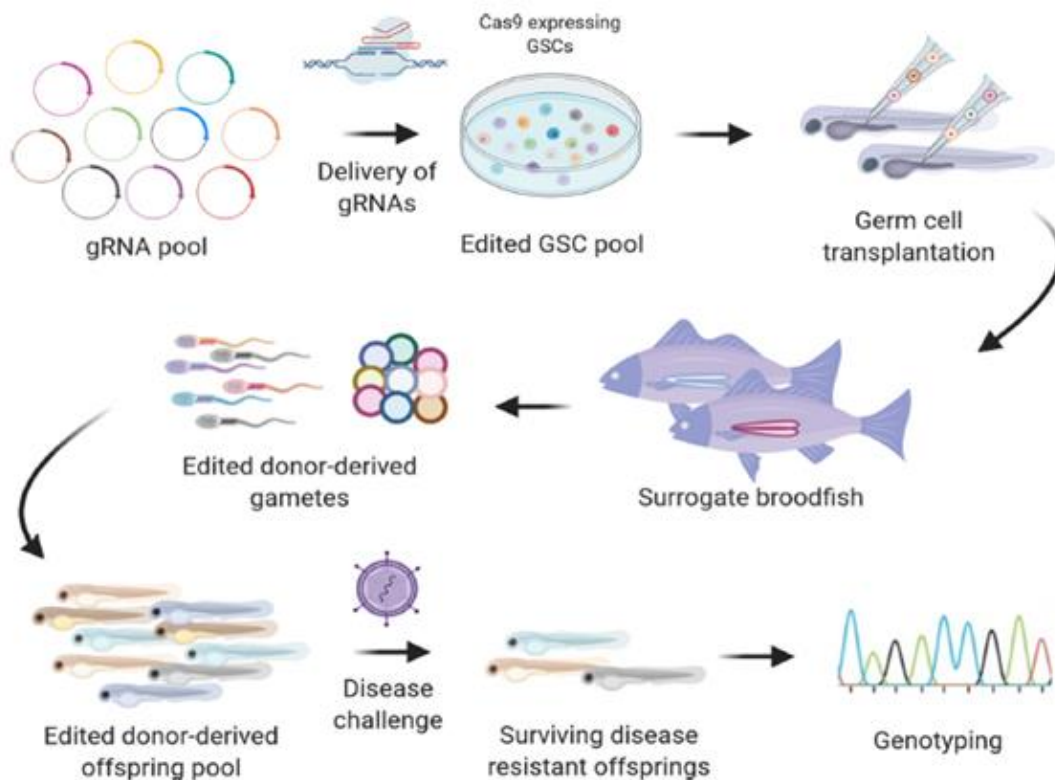 Cas9 expressing
GSCs
Delivery of
gRNAs
gRNA pool
Edited GSC pool
Germ cell
transplantation
Edited donor-derived
gametes
Surrogate broodfish
Disease
challenge
Edited donor-derived
offspring pool
Surviving disease
resistant offsprings
Genotyping